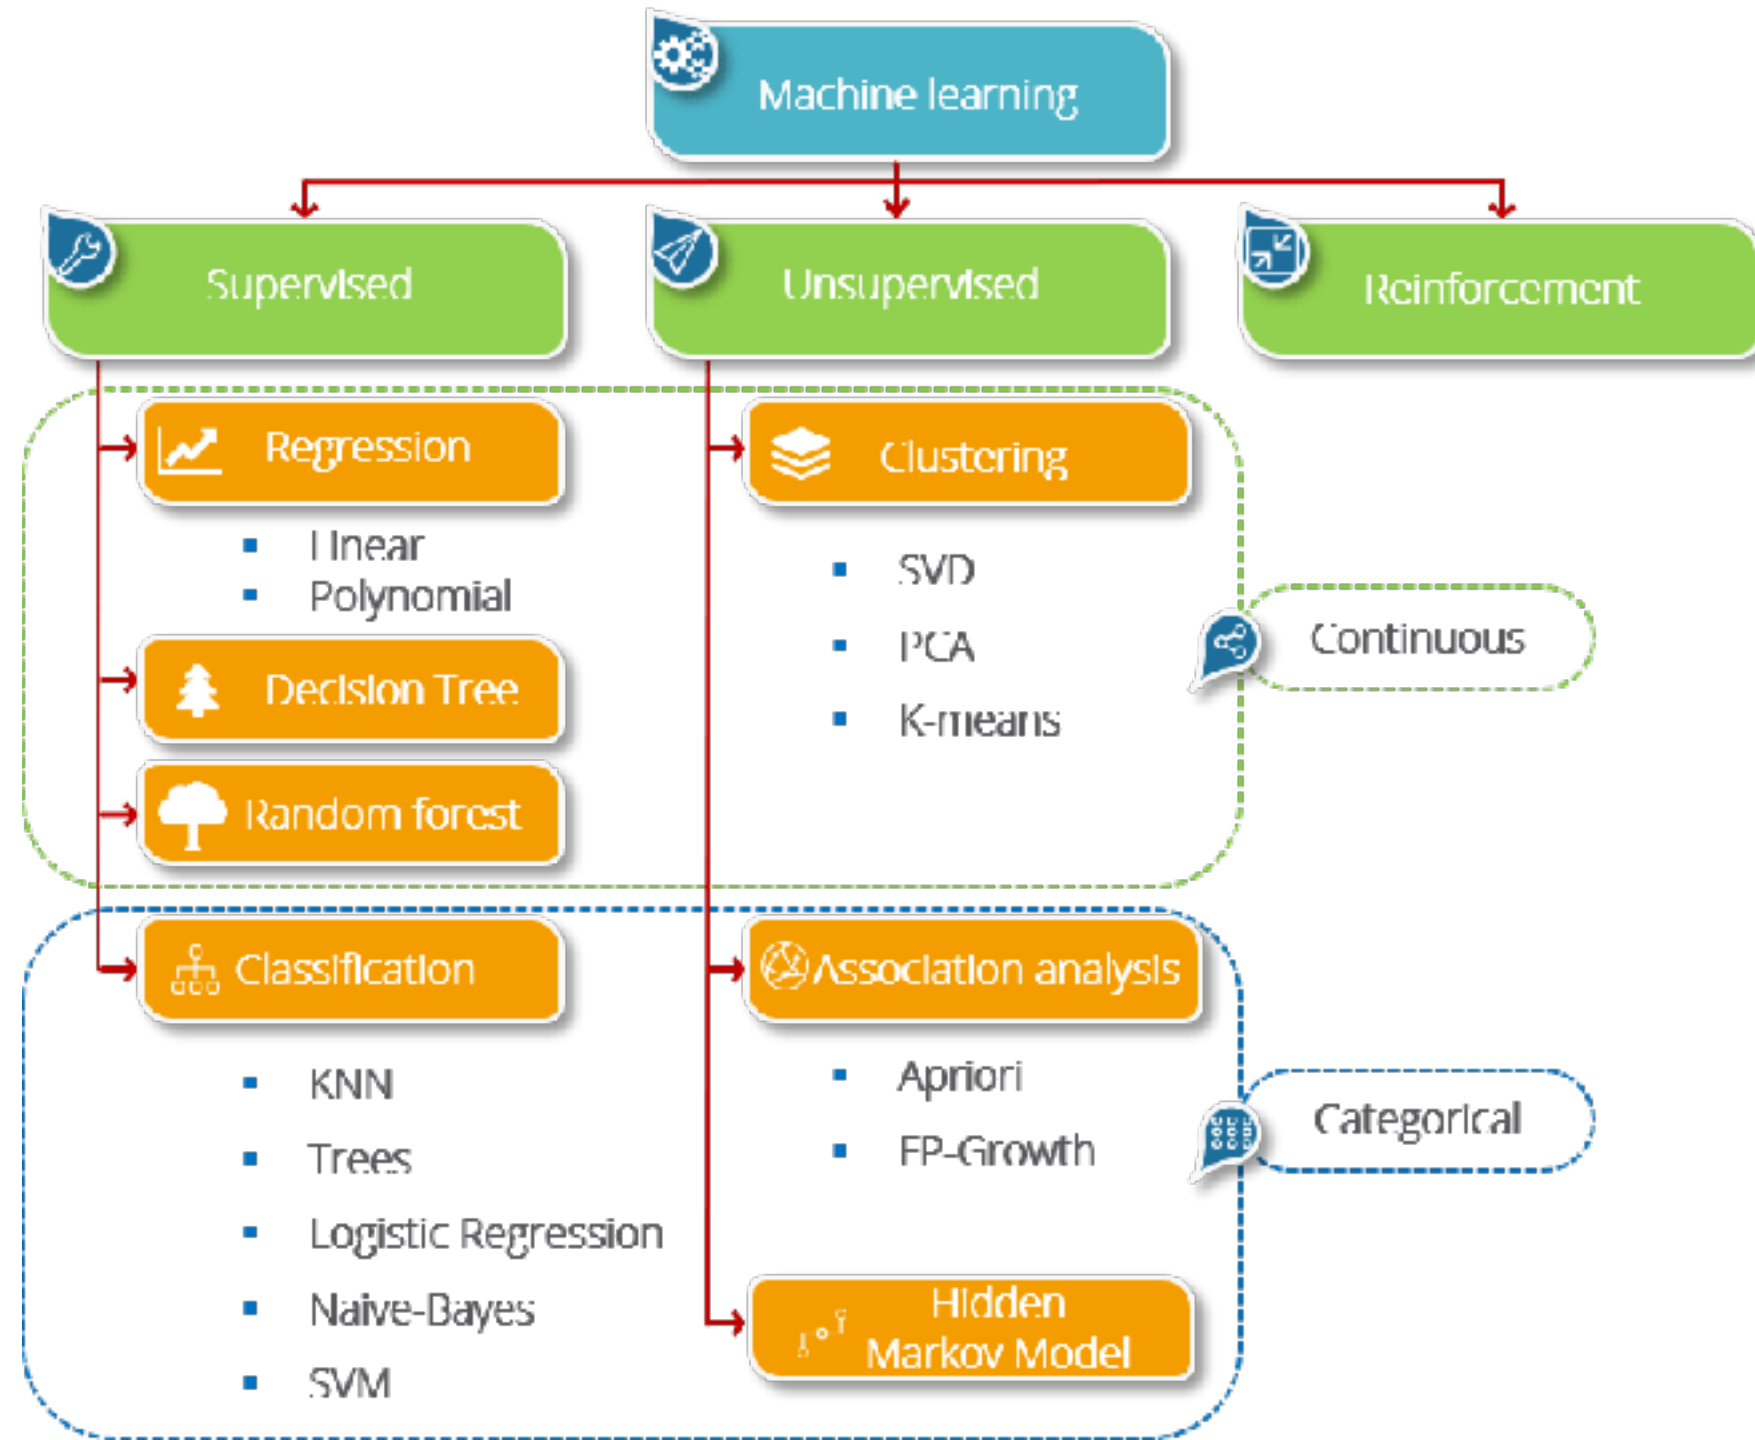 Machine learning
Supervised
Unsupervised
Reinforcement
Regression
Linear
Polynomial
Decision Tree
Random forest
Clustering
SVD
PCA
K-means
Continuous
Classification
KNN
Trees
Logistic Regression
Naive-Bayes
SVM
Association analysis
Apriori
FP-Growth
Hidden
Markov Model
Categorical